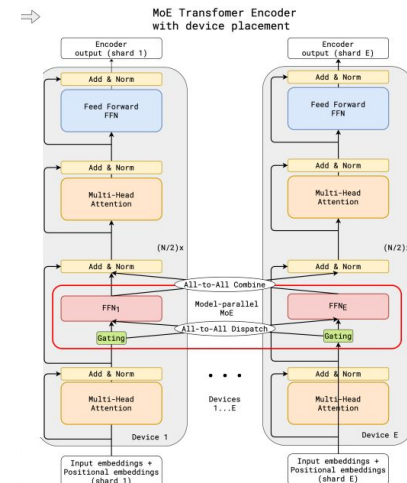 MoE Transfomer Encoder
with device placement
Encoder
output (shard 1)
Add & Norm
Feed Forward
FFN
Add & Norm
Multi-Head
Attention
(N/2)x
Add & Norm
FFN1
Gating
Add & Norm
Multi-Head
Attention
Device 1
Input embeddings +
Positional embeddings
(shard 1)
All-to-All Combine
Model-parallel
MoE
All-to-All Dispatch
Devices
1...E
Encoder
output (shard E)
Add & Norm
Feed Forward
FFN
Add & Norm
Multi-Head
Attention
(N/2)
Add & Norm
FFNE
Gating
Add & Norm
Multi-Head
Attention
Device E
Input embeddings +
Positional embeddings
(shard E)